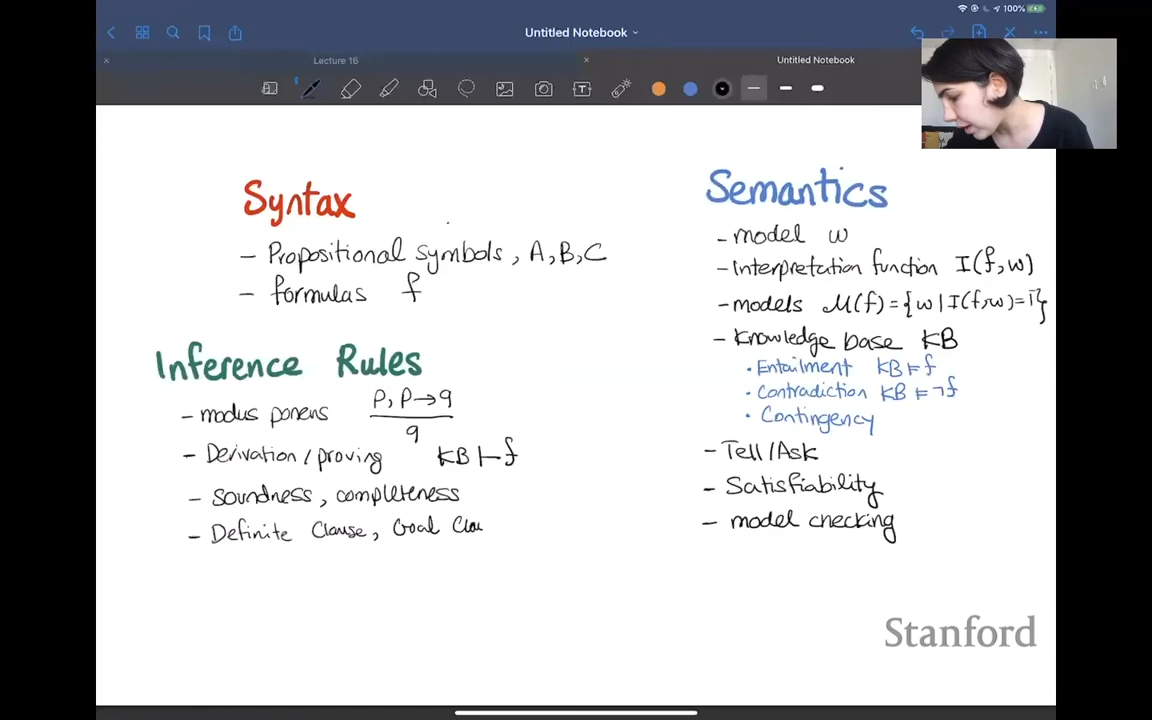 100%
Untitled Notebook
Lecture 16
Untitled Notebook
Syntax
- Propositional symbols, A, B, C
- formulas f
Inference Rules
- modus ponens p, p→q
q
- Derivation / proving KB ⊢ f
- soundness, completeness
- Definite Clause, Goal Clau
Semantics
- model w
- Interpretation function I(f,w)
- models M(f) = {w | I(f,w) = 1}
- Knowledge base KB
• Entailment KB ⊨ f
• Contradiction KB ⊨ ¬f
• Contingency
- Tell/Ask
- Satisfiability
- model checking
Stanford